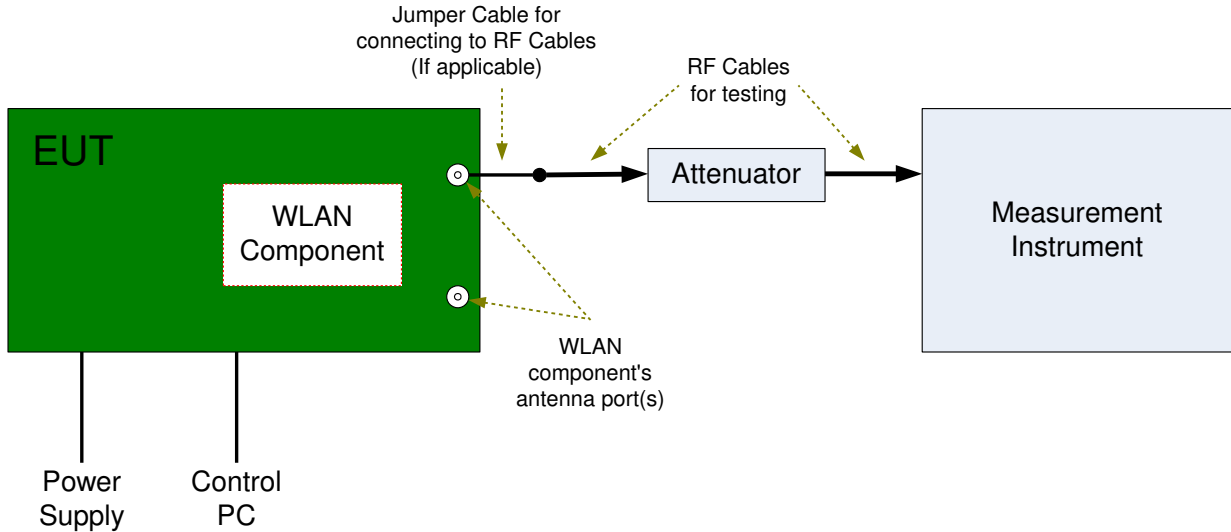 Jumper Cable for
connecting to RF Cables
(If applicable)
RF Cables
for testing
EUT
WLAN
Component
Attenuator
Measurement
Instrument
WLAN
component's
antenna port(s)
Power
Supply
Control
PC